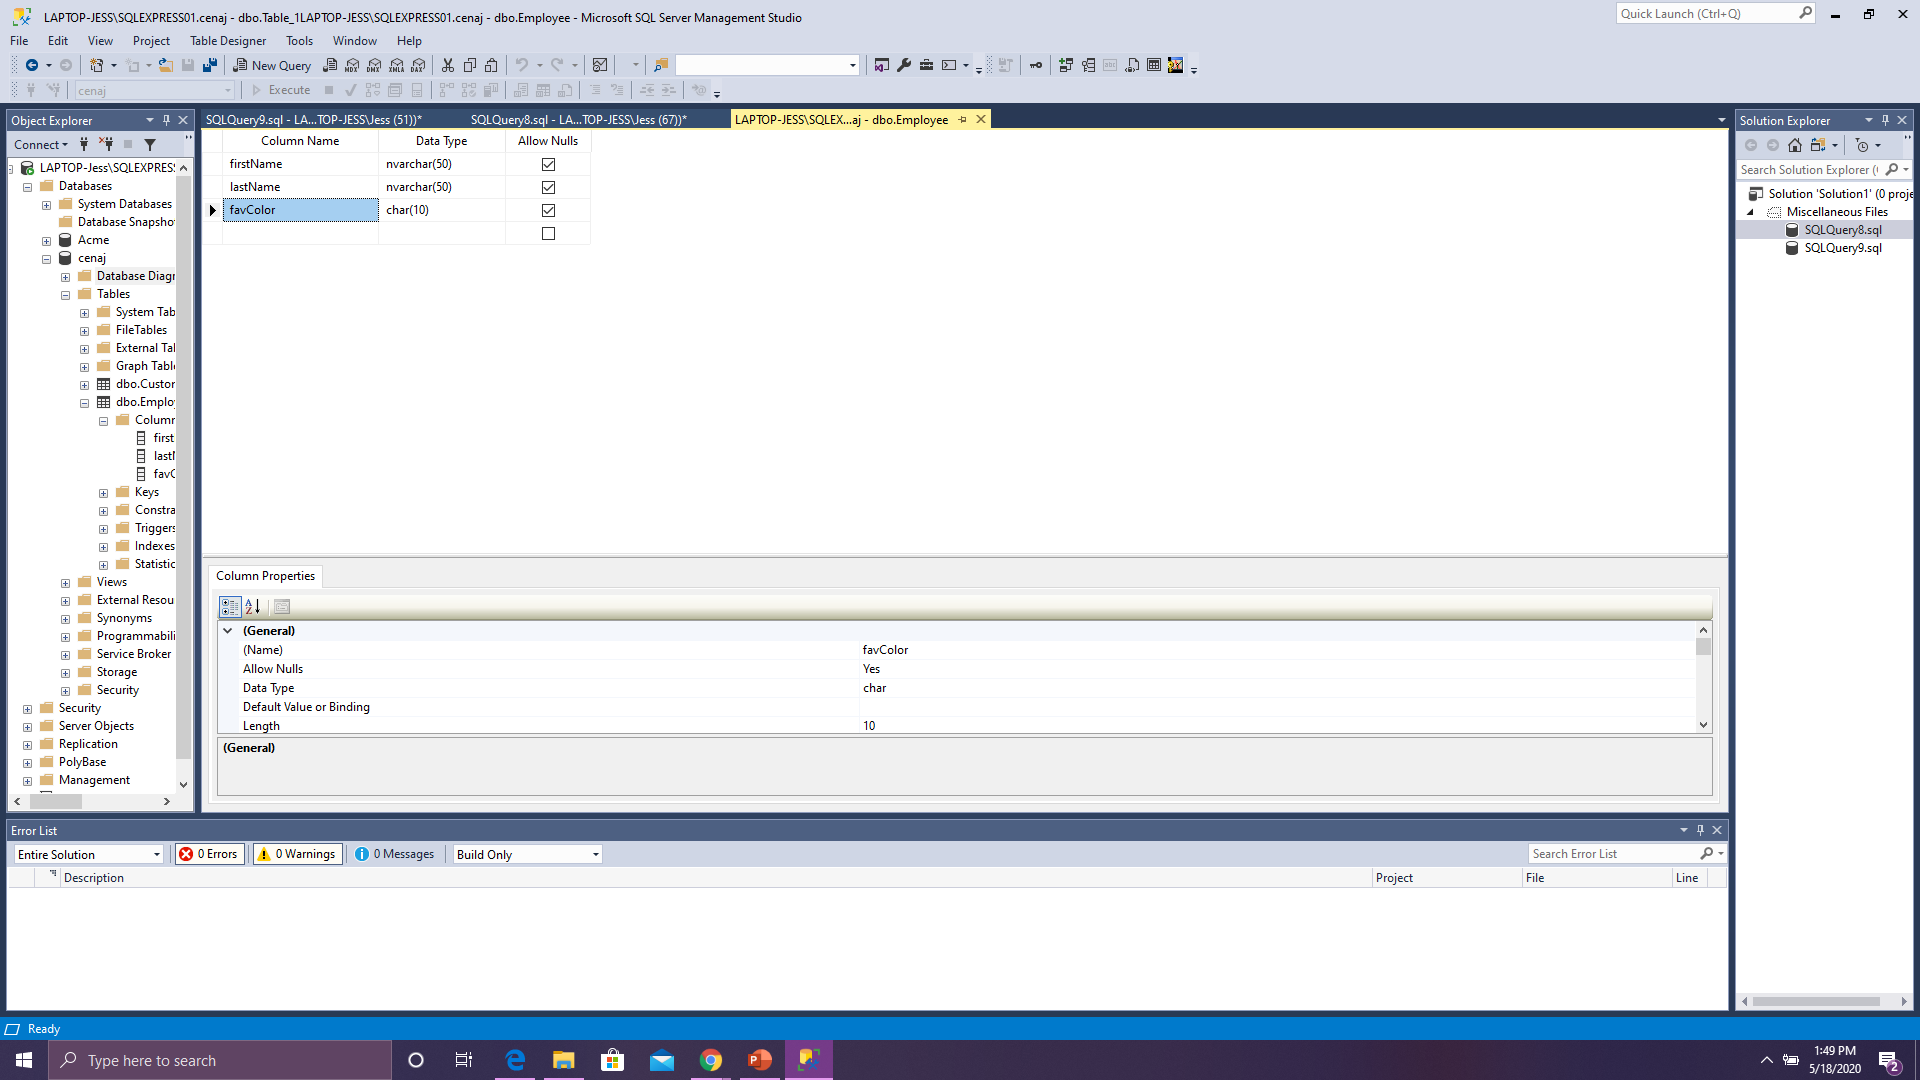 LAPTOP-JESS\SQLEXPRESS01.cenaj - dbo.Table_1LAPTOP-JESS\SQLEXPRESS01.cenaj - dbo.Employee - Microsoft SQL Server Management Studio
Quick Launch (Ctrl+Q)
File Edit View Project Table Designer Tools Window Help
New Query MDX DMX XMLA DAX
cenaj Execute
Object Explorer
Connect
LAPTOP-Jess\SQLEXPRES
Databases
System Databases
Database Snapsho
Acme
cenaj
Database Diagr
Tables
System Tab
FileTables
External Tal
Graph Tabl
dbo.Custor
dbo.Emplo
Column
first
lastN
favC
Keys
Constra
Triggers
Indexes
Statistic
Views
External Resou
Synonyms
Programmabili
Service Broker
Storage
Security
Security
Server Objects
Replication
PolyBase
Management
SQLQuery9.sql - LA...TOP-JESS\Jess (51))*
SQLQuery8.sql - LA...TOP-JESS\Jess (67))*
LAPTOP-JESS\SQLEX...aj - dbo.Employee
Column Name Data Type Allow Nulls
firstName nvarchar(50)
lastName nvarchar(50)
favColor char(10)
Column Properties
(General)
(Name) favColor
Allow Nulls Yes
Data Type char
Default Value or Binding
Length 10
(General)
Solution Explorer
Search Solution Explorer (
Solution 'Solution1' (0 proje
Miscellaneous Files
SQLQuery8.sql
SQLQuery9.sql
Error List
Entire Solution 0 Errors 0 Warnings 0 Messages Build Only
Search Error List
Description Project File Line
Ready
Type here to search
1:49 PM
5/18/2020
2